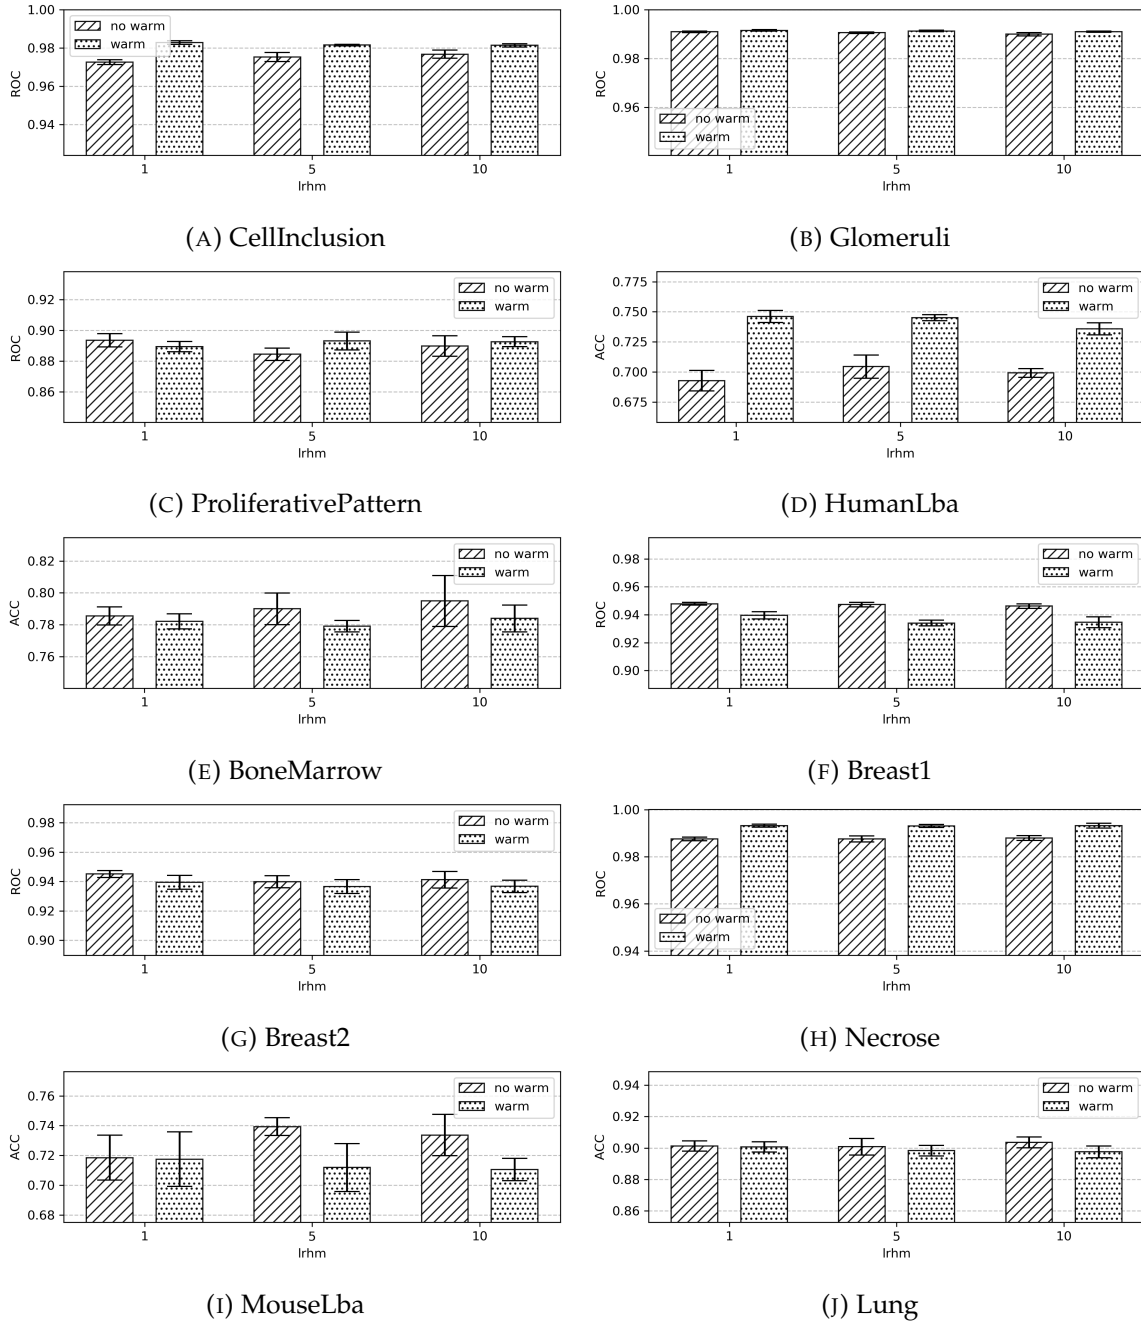 1.00
0.98
0.96
0.94
ROC
no warm
warm
1 5 10
lrhm
(A) CellInclusion
1.00
0.98
0.96
ROC
no warm
warm
1 5 10
lrhm
(B) Glomeruli
0.92
0.90
0.88
0.86
ROC
no warm
warm
1 5 10
lrhm
(C) ProliferativePattern
0.775
0.750
0.725
0.700
0.675
ACC
no warm
warm
1 5 10
lrhm
(D) HumanLba
0.82
0.80
0.78
0.76
ACC
no warm
warm
1 5 10
lrhm
(E) BoneMarrow
0.98
0.96
0.94
0.92
0.90
ROC
no warm
warm
1 5 10
lrhm
(F) Breast1
0.98
0.96
0.94
0.92
0.90
ROC
no warm
warm
1 5 10
lrhm
(G) Breast2
1.00
0.98
0.96
0.94
ROC
no warm
warm
1 5 10
lrhm
(H) Necrose
0.76
0.74
0.72
0.70
0.68
ACC
no warm
warm
1 5 10
lrhm
(I) MouseLba
0.94
0.92
0.90
0.88
0.86
ROC
no warm
warm
1 5 10
lrhm
(J) Lung